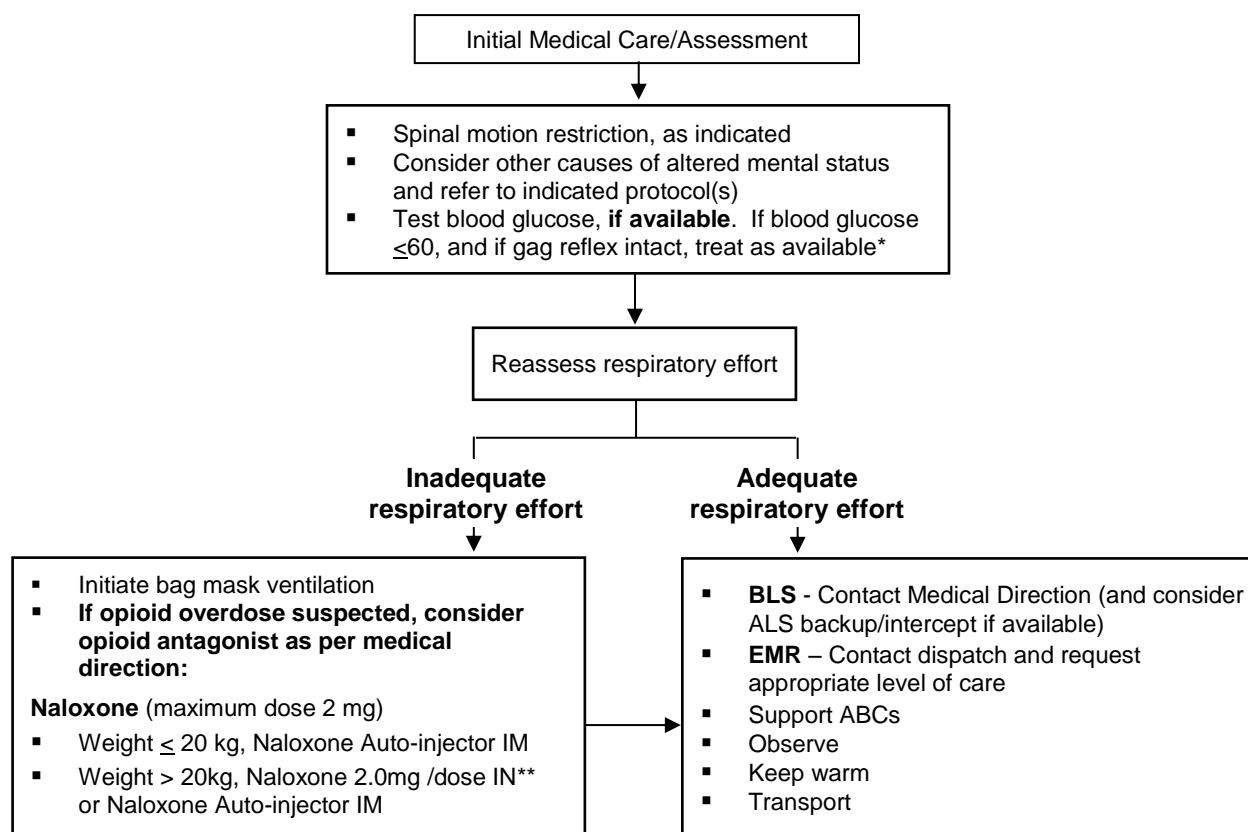 Initial Medical Care/Assessment
▪ Spinal motion restriction, as indicated
▪ Consider other causes of altered mental status
and refer to indicated protocol(s)
▪ Test blood glucose, if available. If blood glucose
<60, and if gag reflex intact, treat as available*
Reassess respiratory effort
Inadequate
respiratory effort
▪ Initiate bag mask ventilation
▪ If opioid overdose suspected, consider
opioid antagonist as per medical
direction:
Naloxone (maximum dose 2 mg)
▪ Weight < 20 kg, Naloxone Auto-injector IM
▪ Weight > 20kg, Naloxone 2.0mg /dose IN**
or Naloxone Auto-injector IM
Adequate
respiratory effort
▪ BLS - Contact Medical Direction (and consider
ALS backup/intercept if available)
▪ EMR – Contact dispatch and request
appropriate level of care
▪ Support ABCs
▪ Observe
▪ Keep warm
▪ Transport